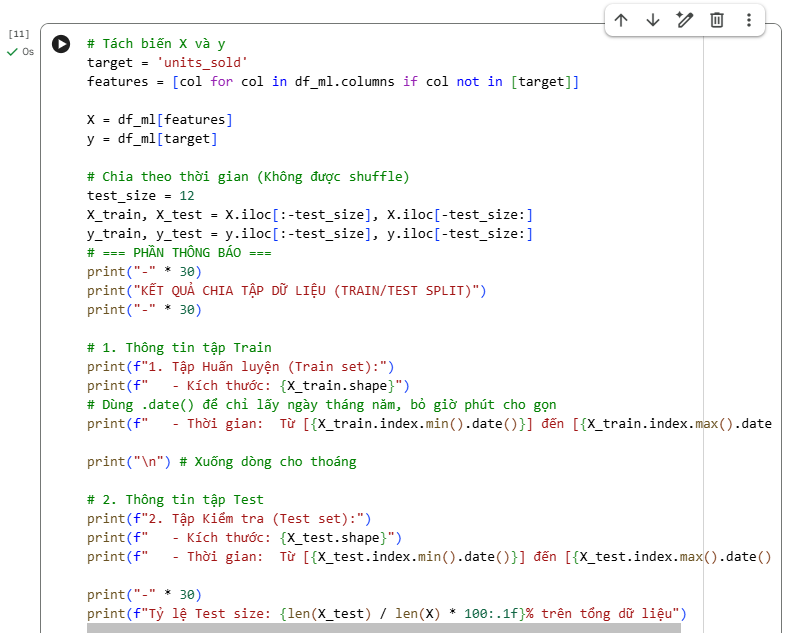 [11]
0s
# Tách biến X và y
target = 'units_sold'
features = [col for col in df_ml.columns if col not in [target]]
X = df_ml[features]
y = df_ml[target]
# Chia theo thời gian (Không được shuffle)
test_size = 12
X_train, X_test = X.iloc[:-test_size], X.iloc[-test_size:]
y_train, y_test = y.iloc[:-test_size], y.iloc[-test_size:]
# === PHẦN THÔNG BÁO ===
print("-" * 30)
print("KẾT QUẢ CHIA TẬP DỮ LIỆU (TRAIN/TEST SPLIT)")
print("-" * 30)
# 1. Thông tin tập Train
print(f"1. Tập Huấn luyện (Train set):")
print(f"   - Kích thước: {X_train.shape}")
# Dùng .date() để chỉ lấy ngày tháng năm, bỏ giờ phút cho gọn
print(f"   - Thời gian:  Từ [{X_train.index.min().date()}] đến [{X_train.index.max().date
print("\n") # Xuống dòng cho thoáng
# 2. Thông tin tập Test
print(f"2. Tập Kiểm tra (Test set):")
print(f"   - Kích thước: {X_test.shape}")
print(f"   - Thời gian:  Từ [{X_test.index.min().date()}] đến [{X_test.index.max().date()
print("-" * 30)
print(f"Tỷ lệ Test size: {len(X_test) / len(X) * 100:.1f}% trên tổng dữ liệu")